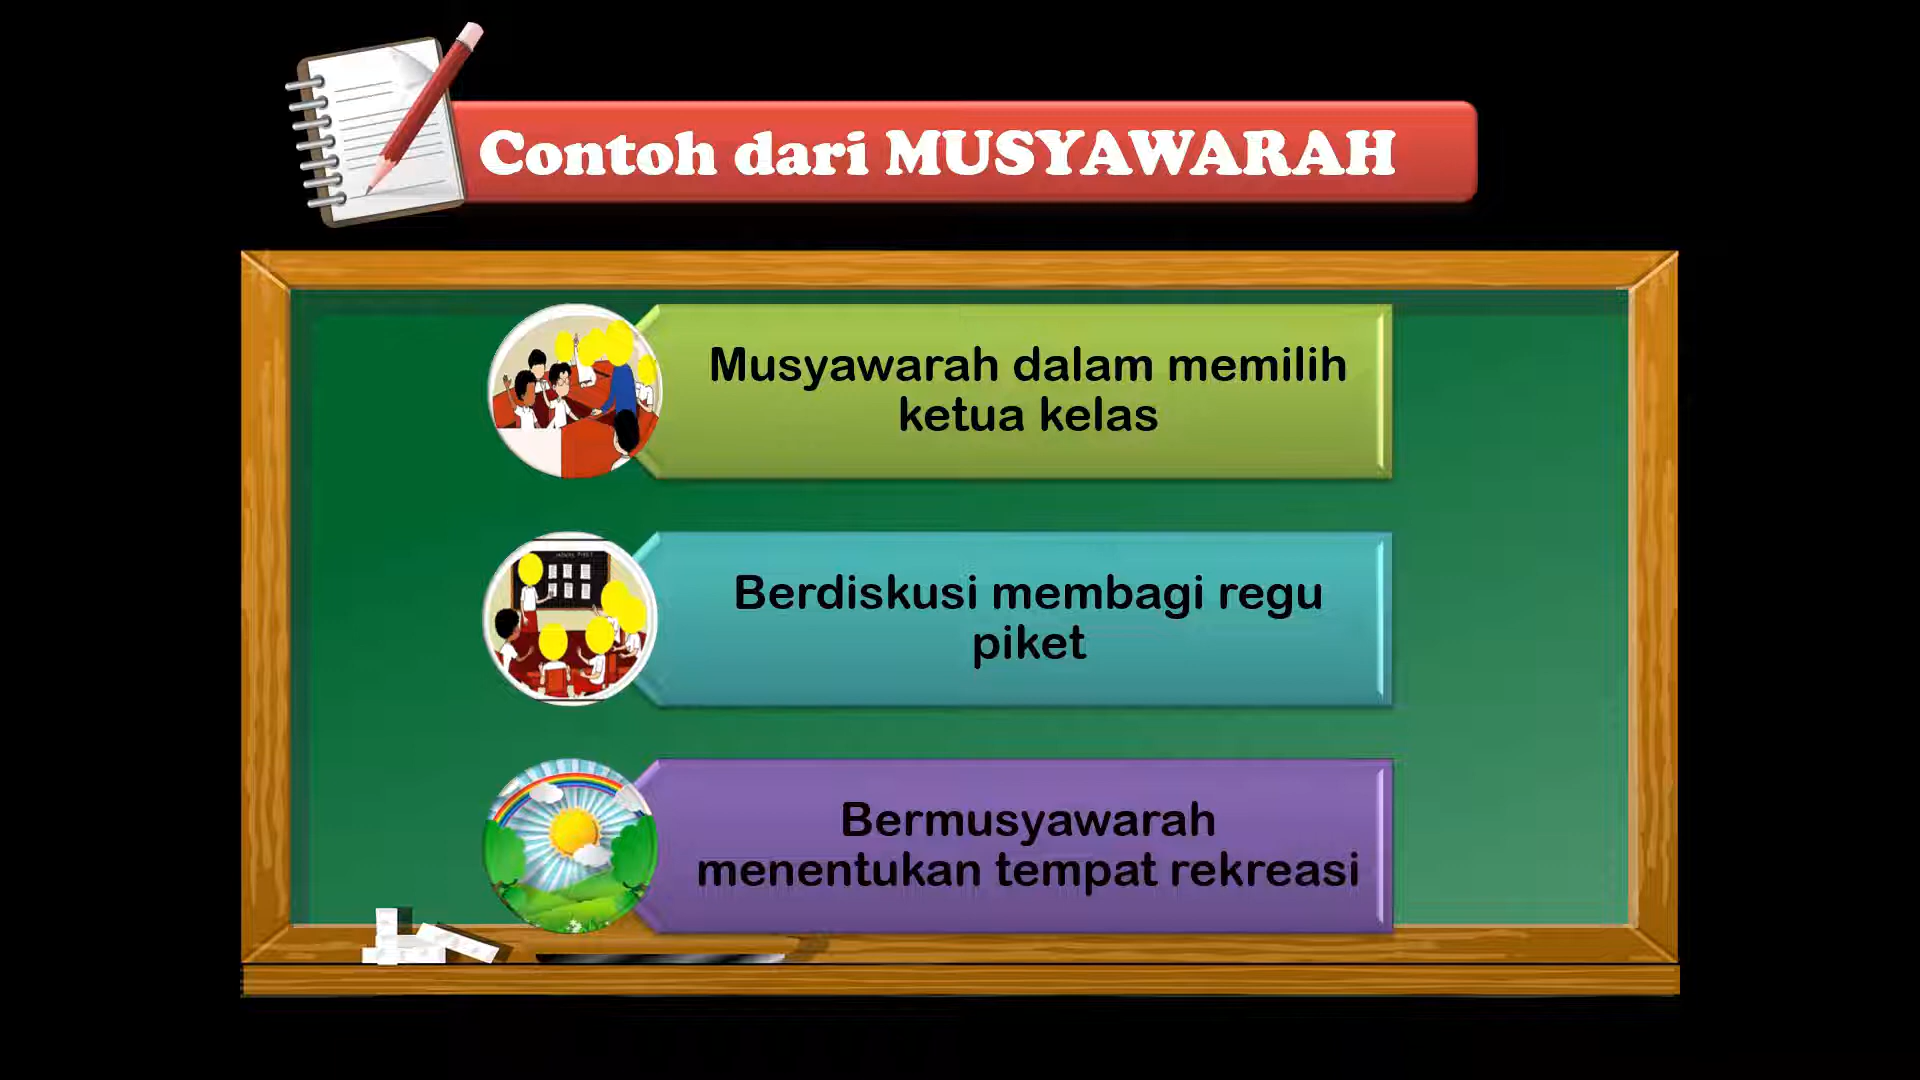 Contoh dari MUSYAWARAH
Musyawarah dalam memilih
ketua kelas
Berdiskusi membagi regu
piket
Bermusyawarah
menentukan tempat rekreasi